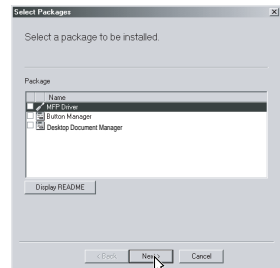 Select Packages
Select a package to be installed.
Package
Name
MFP Driver
Button Manager
Desktop Document Manager
Display README
< Back
Next >
Cancel